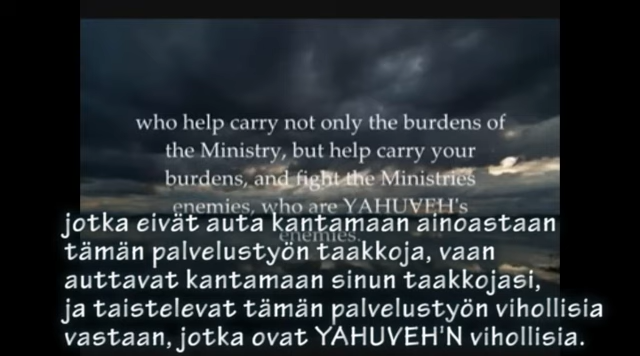 who help carry not only the burdens of
the Ministry, but help carry your
burdens, and fight the Ministries
enemies, who are YAHUVEH's
enemies.
jotka eivät auta kantamaan ainoastaan
tämän palvelustyön taakkoja, vaan
auttavat kantamaan sinun taakkojasi,
ja taistelevat tämän palvelustyön vihollisia
vastaan, jotka ovat YAHUVEH'N vihollisia.